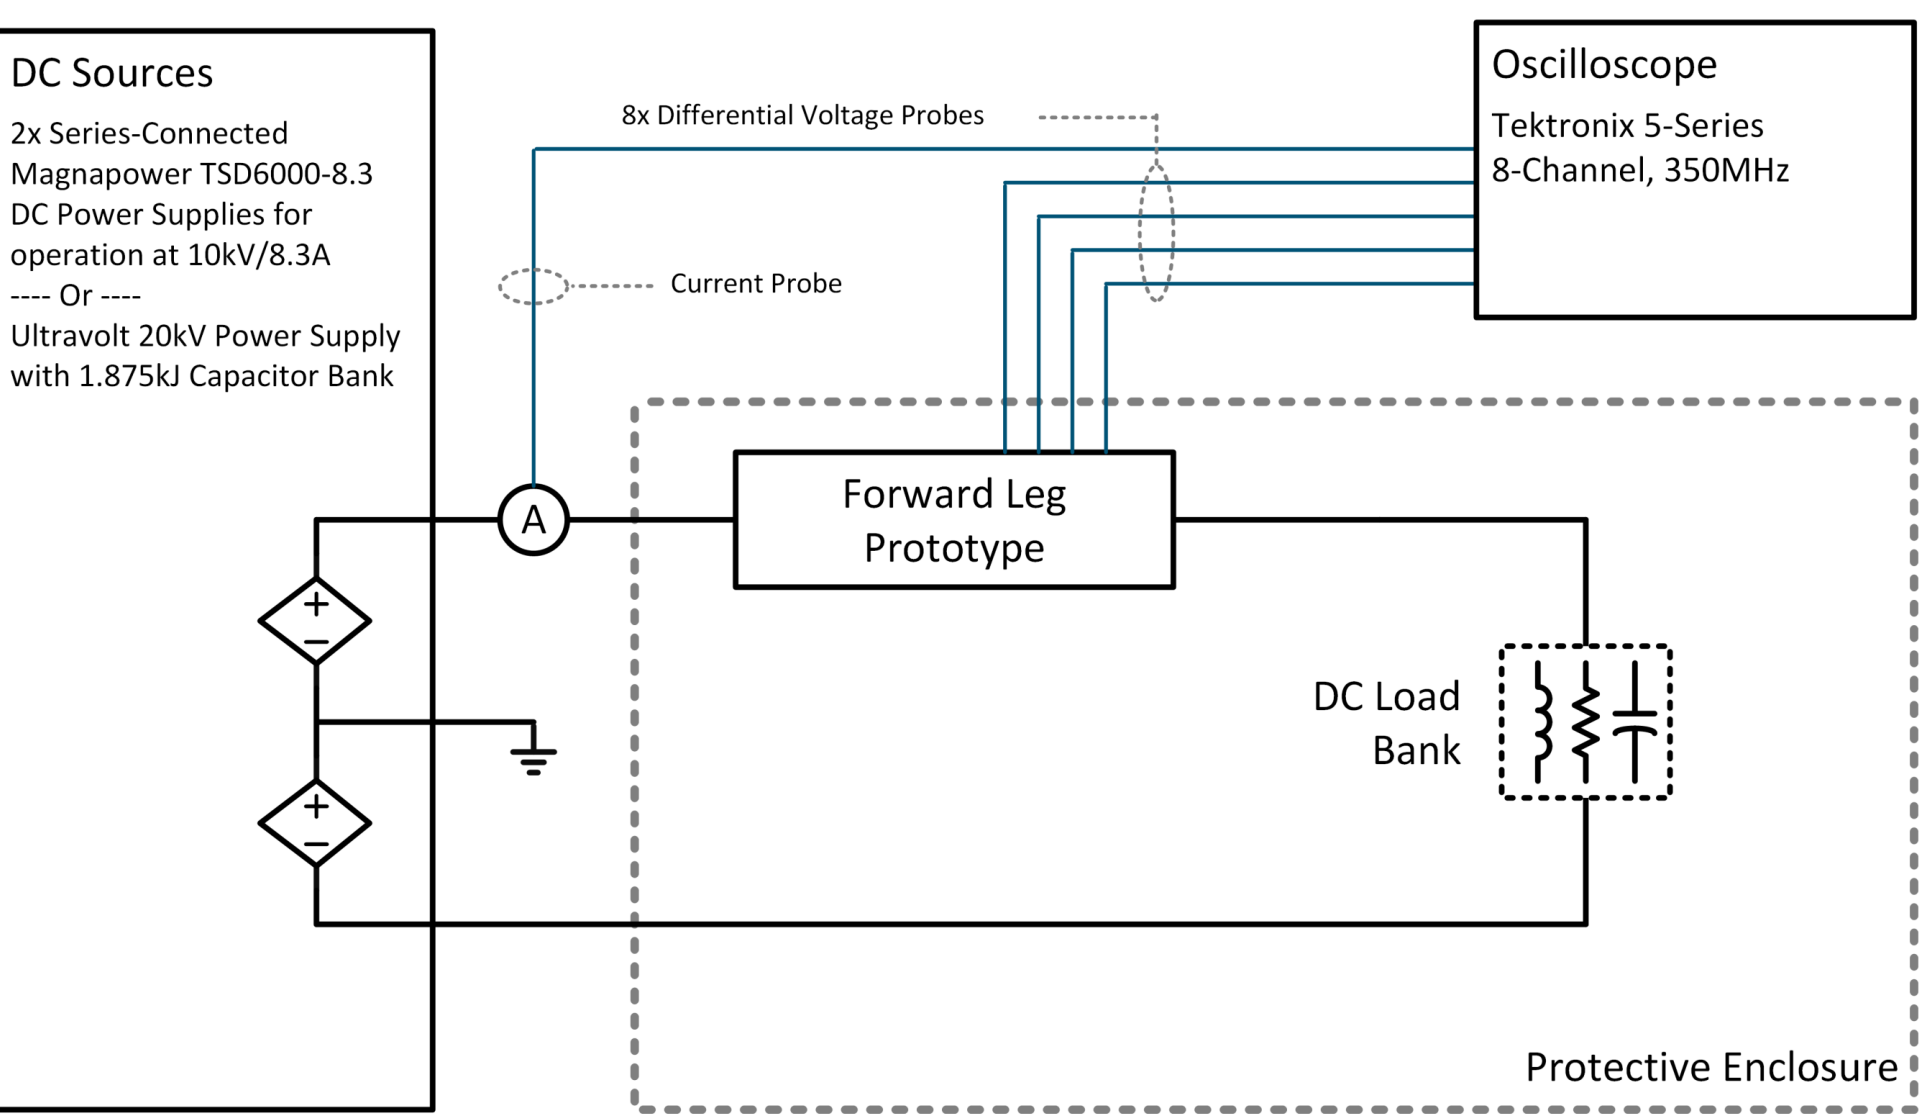 DC Sources
2x Series-Connected
Magnapower TSD6000-8.3
DC Power Supplies for
operation at 10kV/8.3A
---- Or ----
Ultravolt 20kV Power Supply
with 1.875kJ Capacitor Bank
8x Differential Voltage Probes
Current Probe
Oscilloscope
Tektronix 5-Series
8-Channel, 350MHz
A
Forward Leg
Prototype
DC Load
Bank
Protective Enclosure